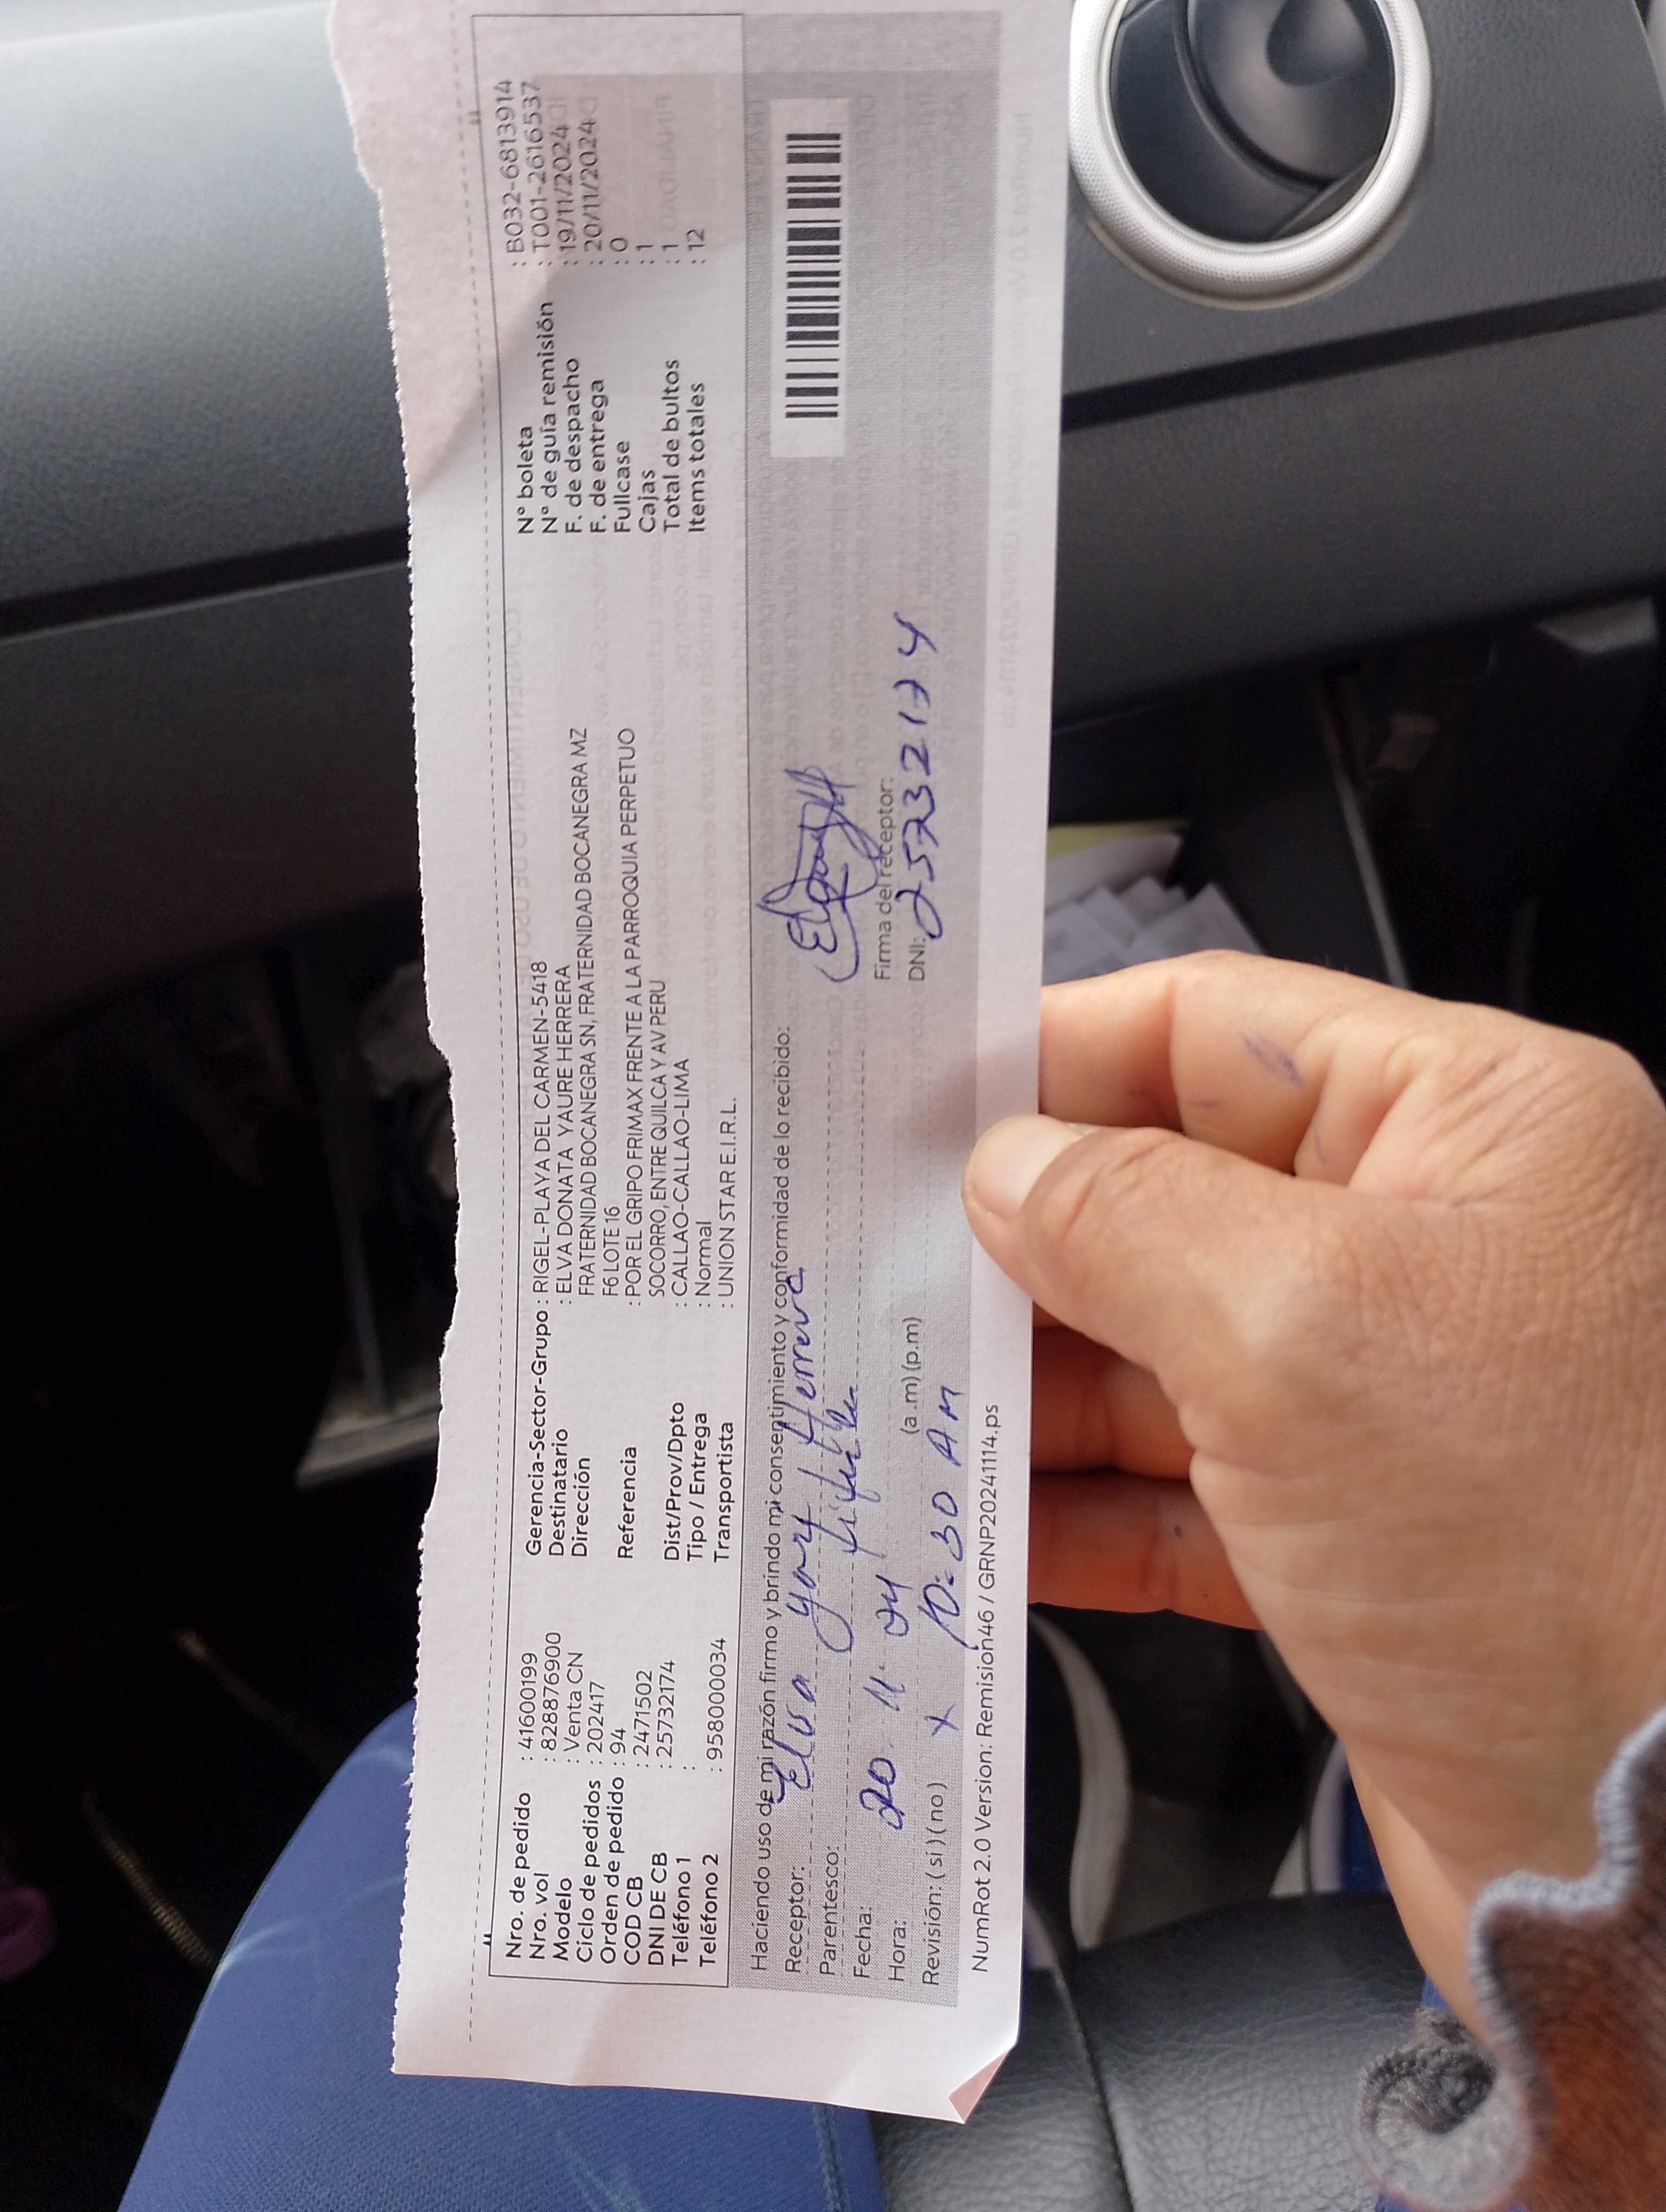 Nro. de pedido : 41600199
Nro. vol : 828876900
Modelo : Venta CN
Ciclo de pedidos : 202417
Orden de pedido : 94
COD CB : 2471502
DNI DE CB : 25732174
Teléfono 1 :
Teléfono 2 : 958000034
Gerencia-Sector-Grupo : RIGEL-PLAYA DEL CARMEN-5418
Destinatario : ELVA DONATA YAURE HERRERA
Dirección FRATERNIDAD BOCANEGRA SN, FRATERNIDAD BOCANEGRA MZ
F6 LOTE 16
Referencia : POR EL GRIPO FRIMAX FRENTE A LA PARROQUIA PERPETUO
SOCORRO, ENTRE QUILCA Y AV PERU
Dist/Prov/Dpto : CALLAO-CALLAO-LIMA
Tipo / Entrega : Normal
Transportista : UNION STAR E.I.R.L.
N° boleta : B032-6813914
N° de guía remisión : T001-2616537
F. de despacho : 19/11/2024
F. de entrega : 20/11/2024
Fullcase : 0
Cajas : 1
Total de bultos : 1
Items totales : 12
Haciendo uso de mi razón firmo y brindo mi consentimiento y conformidad de lo recibido:
Receptor: Elva Herrera
Parentesco:
Fecha: 20. 11. 24
Hora: (a.m) (p.m)
Revisión: (si) (no) x 10:30 AM
Firma del receptor:
DNI: 25732174
NumRot 2.0 Version: Remision46 / GRNP20241114.ps